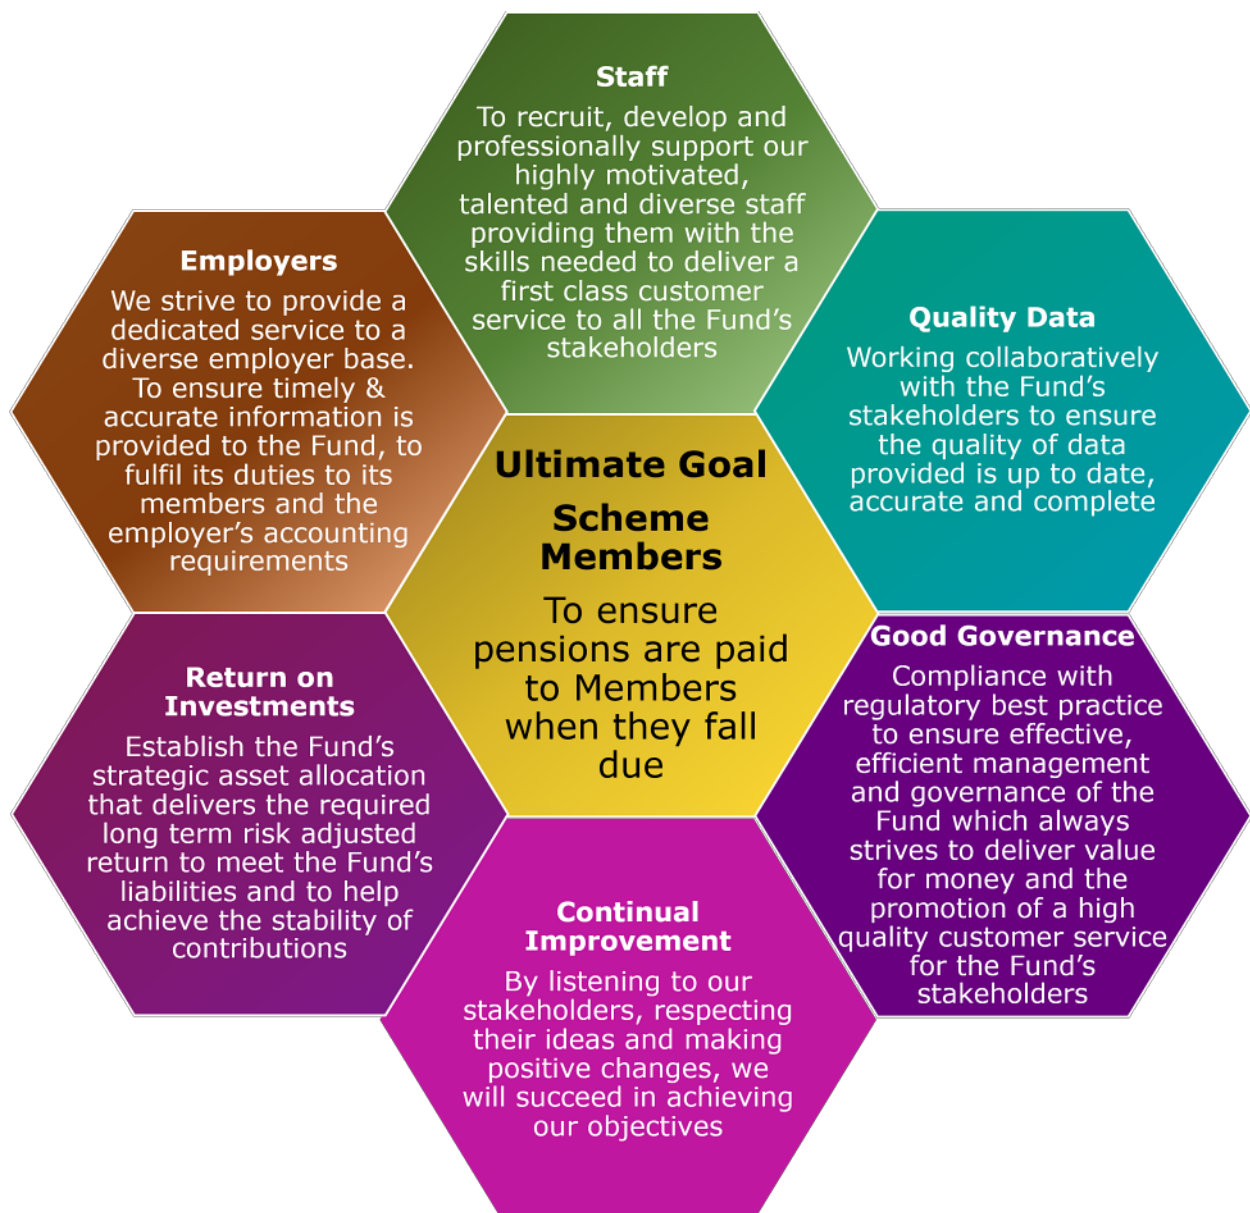 Staff
To recruit, develop and
professionally support our
highly motivated,
talented and diverse staff
providing them with the
skills needed to deliver a
first class customer
service to all the Fund's
stakeholders
Employers
We strive to provide a
dedicated service to a
diverse employer base.
To ensure timely &
accurate information is
provided to the Fund, to
fulfil its duties to its
members and the
employer's accounting
requirements
Quality Data
Working collaboratively
with the Fund's
stakeholders to ensure
the quality of data
provided is up to date,
accurate and complete
Ultimate Goal
Scheme
Members
To ensure
pensions are paid
to Members
when they fall
due
Return on
Investments
Establish the Fund's
strategic asset allocation
that delivers the required
long term risk adjusted
return to meet the Fund's
liabilities and to help
achieve the stability of
contributions
Good Governance
Compliance with
regulatory best practice
to ensure effective,
efficient management
and governance of the
Fund which always
strives to deliver value
for money and the
promotion of a high
quality customer service
for the Fund's
stakeholders
Continual
Improvement
By listening to our
stakeholders, respecting
their ideas and making
positive changes, we
will succeed in achieving
our objectives